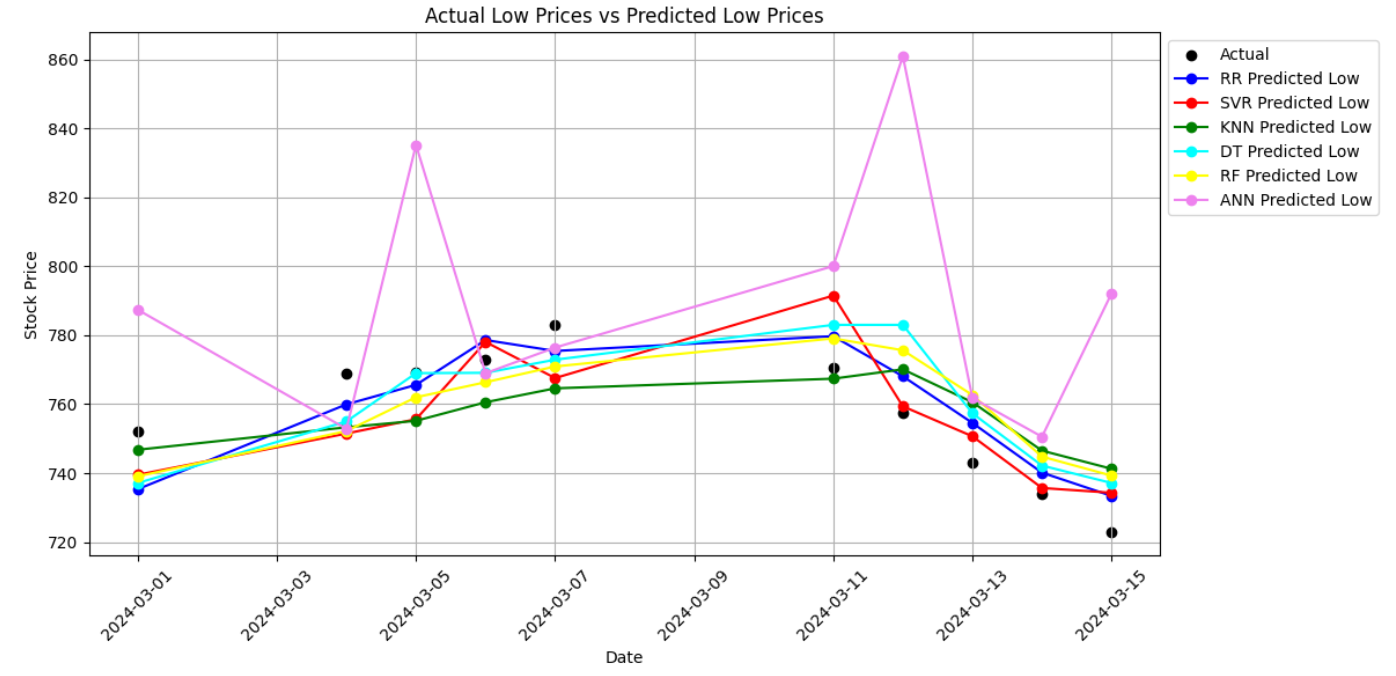 Actual Low Prices vs Predicted Low Prices
860
840
820
800
780
760
740
720
Stock Price
2024-03-01
2024-03-03
2024-03-05
2024-03-07
2024-03-09
2024-03-11
2024-03-13
2024-03-15
Date
Actual
RR Predicted Low
SVR Predicted Low
KNN Predicted Low
DT Predicted Low
RF Predicted Low
ANN Predicted Low